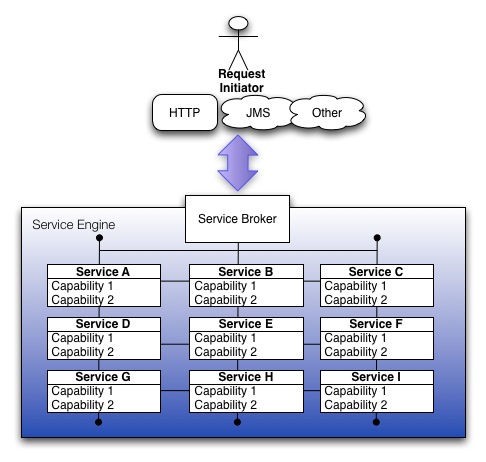 Request
Initiator
HTTP
JMS
Other
Service Broker
Service Engine
Service A
Capability 1
Capability 2
Service B
Capability 1
Capability 2
Service C
Capability 1
Capability 2
Service D
Capability 1
Capability 2
Service E
Capability 1
Capability 2
Service F
Capability 1
Capability 2
Service G
Capability 1
Capability 2
Service H
Capability 1
Capability 2
Service I
Capability 1
Capability 2